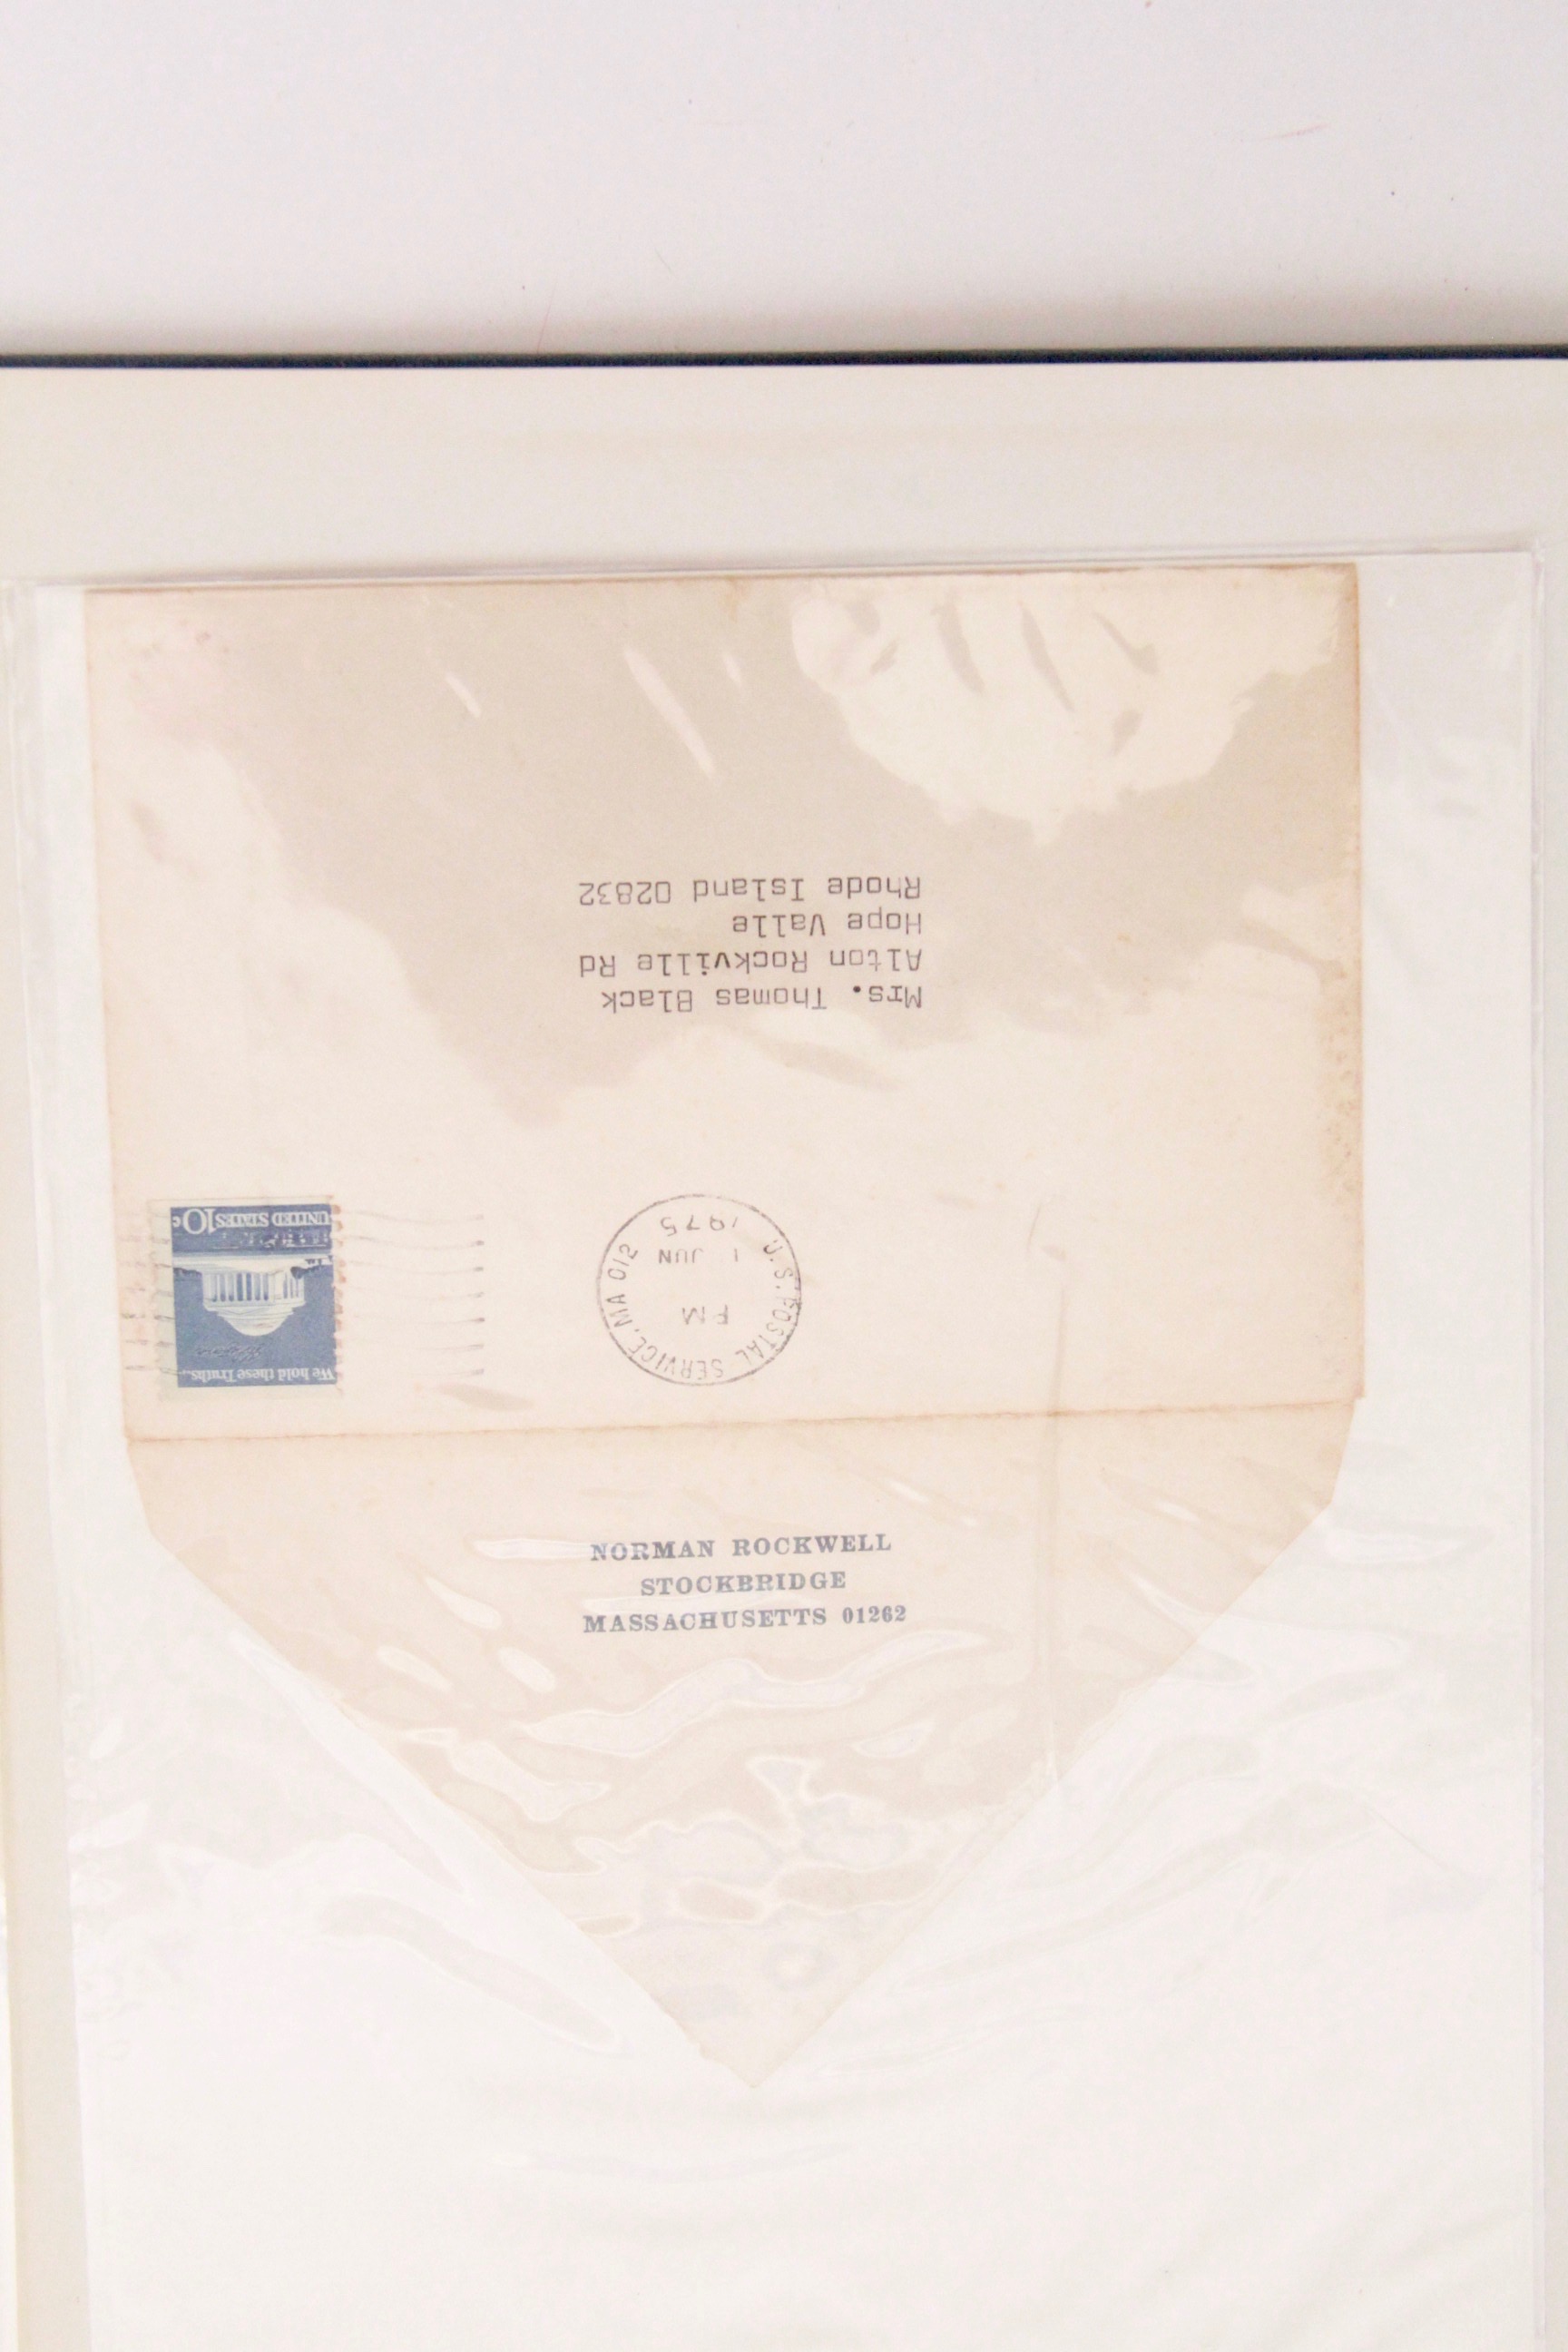 Mrs. Thomas Black
Alton Rockville Rd
Hope Valle
Rhode Island 02832
U.S. POSTAL SERVICE, MA 012
PM
1 JUN
1975
We hold these Truths...
UNITED STATES 10c
NORMAN ROCKWELL
STOCKBRIDGE
MASSACHUSETTS 01262